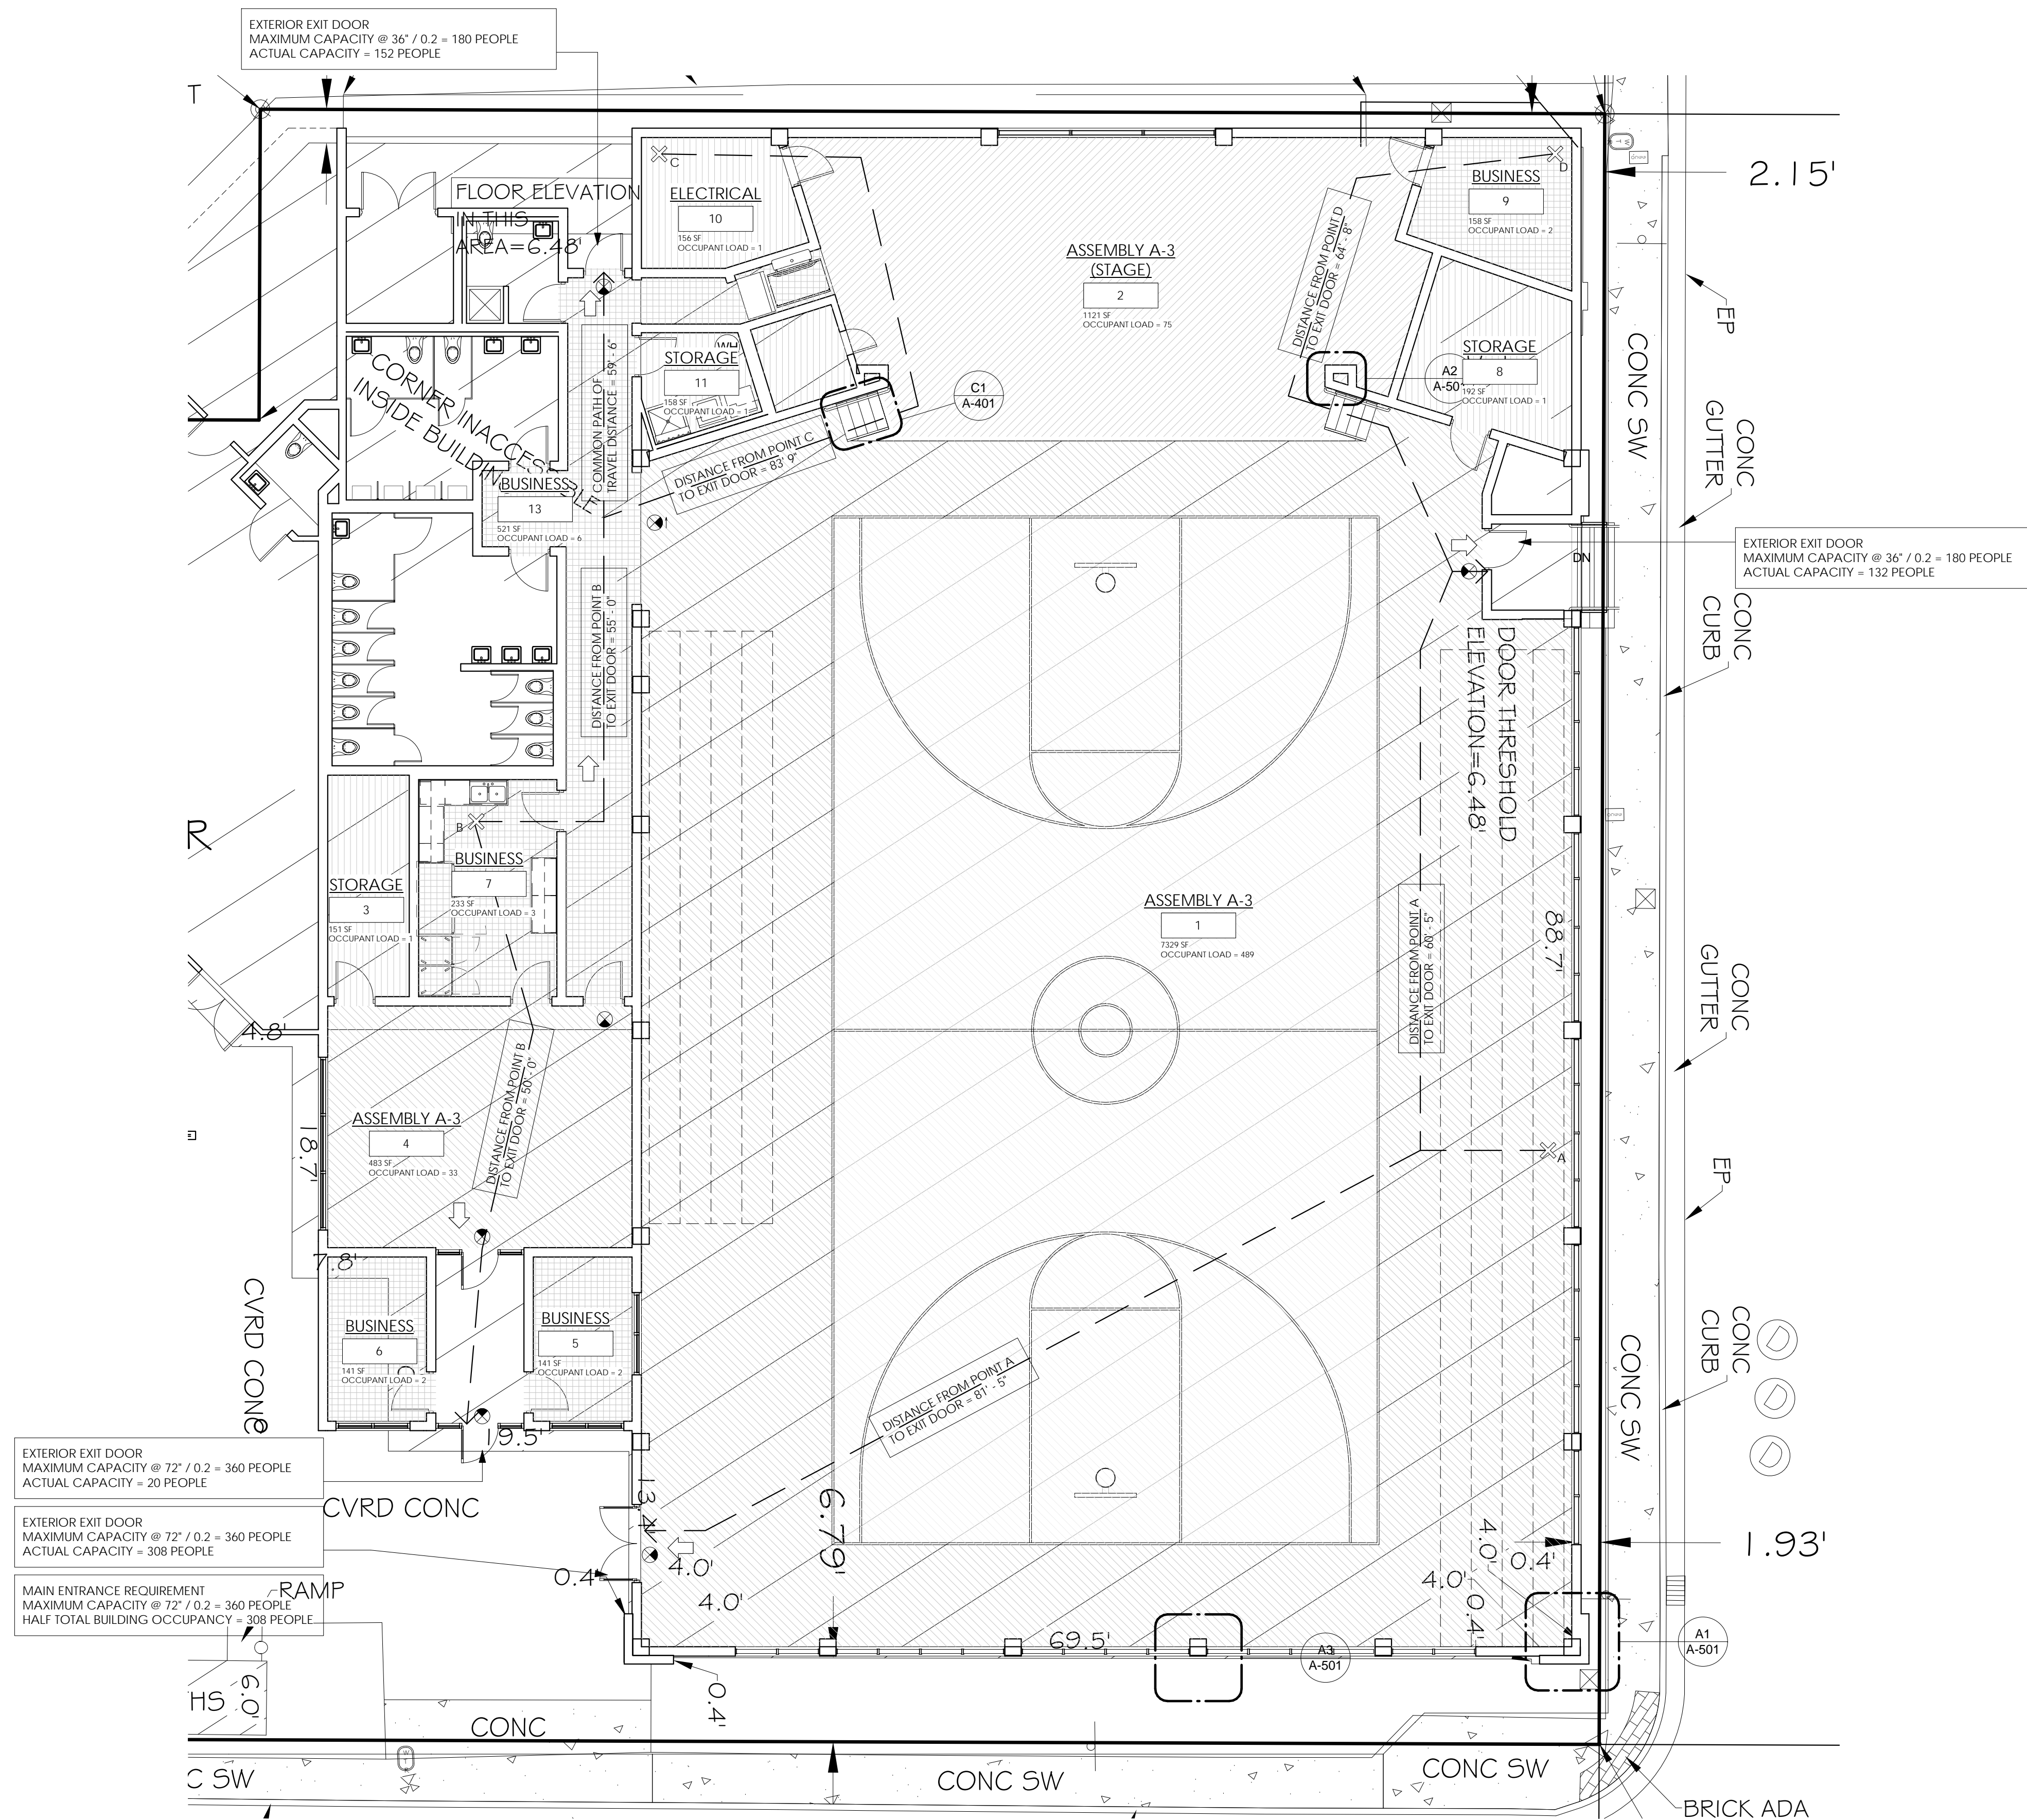 EXTERIOR EXIT DOOR
MAXIMUM CAPACITY @ 36" / 0.2 = 180 PEOPLE
ACTUAL CAPACITY = 152 PEOPLE
T
2.15'
FLOOR ELEVATION
IN THIS
AREA=6.48'
C
ELECTRICAL
10
156 SF
OCCUPANT LOAD = 1
ASSEMBLY A-3
(STAGE)
2
1121 SF
OCCUPANT LOAD = 75
DISTANCE FROM POINT D
TO EXIT DOOR = 64' - 8"
D
BUSINESS
9
158 SF
OCCUPANT LOAD = 2
EP
CONC SW
STORAGE
8
192 SF
OCCUPANT LOAD = 1
A2
A-501
WH
STORAGE
11
158 SF
OCCUPANT LOAD = 1
C1
A-401
CORNER INACCESSIBLE
INSIDE BUILDING
COMMON PATH OF
TRAVEL DISTANCE = 59' - 6"
DISTANCE FROM POINT C
TO EXIT DOOR = 83' 9"
BUSINESS
13
521 SF
OCCUPANT LOAD = 6
CONC
GUTTER
EXTERIOR EXIT DOOR
MAXIMUM CAPACITY @ 36" / 0.2 = 180 PEOPLE
ACTUAL CAPACITY = 132 PEOPLE
DN
CONC
CURB
DISTANCE FROM POINT B
TO EXIT DOOR = 55' - 0"
DOOR THRESHOLD
ELEVATION=6.48'
R
B
BUSINESS
7
233 SF
OCCUPANT LOAD = 3
STORAGE
3
151 SF
OCCUPANT LOAD = 1
ASSEMBLY A-3
1
7329 SF
OCCUPANT LOAD = 489
DISTANCE FROM POINT A
TO EXIT DOOR = 60' - 5"
88.7'
CONC
GUTTER
4.8'
DISTANCE FROM POINT B
TO EXIT DOOR = 50' - 0"
ASSEMBLY A-3
4
483 SF
OCCUPANT LOAD = 33
18.7'
A
EP
7.8'
CVRD CONC
BUSINESS
6
141 SF
OCCUPANT LOAD = 2
BUSINESS
5
141 SF
OCCUPANT LOAD = 2
CONC
CURB
D
D
D
CONC SW
DISTANCE FROM POINT A
TO EXIT DOOR = 81' - 5"
19.5'
EXTERIOR EXIT DOOR
MAXIMUM CAPACITY @ 72" / 0.2 = 360 PEOPLE
ACTUAL CAPACITY = 20 PEOPLE
CVRD CONC
EXTERIOR EXIT DOOR
MAXIMUM CAPACITY @ 72" / 0.2 = 360 PEOPLE
ACTUAL CAPACITY = 308 PEOPLE
6.79'
4.0'
0.4'
4.0'
0.4'
4.0'
4.0'
0.4'
1.93'
MAIN ENTRANCE REQUIREMENT
MAXIMUM CAPACITY @ 72" / 0.2 = 360 PEOPLE
HALF TOTAL BUILDING OCCUPANCY = 308 PEOPLE
RAMP
69.5'
A3
A-501
A1
A-501
HS
6.0'
0.4'
CONC
C SW
CONC SW
CONC SW
BRICK ADA